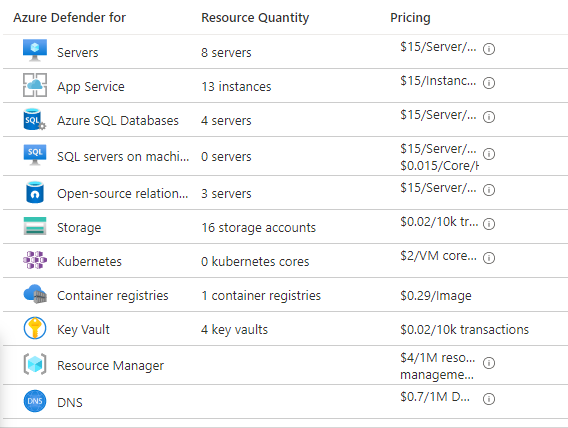 Azure Defender for Resource Quantity Pricing
Servers 8 servers $15/Server/...
App Service 13 instances $15/Instanc...
Azure SQL Databases 4 servers $15/Server/...
SQL servers on machi... 0 servers $15/Server/...
$0.015/Core/H
Open-source relation... 3 servers $15/Server/...
Storage 16 storage accounts $0.02/10k tr...
Kubernetes 0 kubernetes cores $2/VM core...
Container registries 1 container registries $0.29/Image
Key Vault 4 key vaults $0.02/10k transactions
Resource Manager $4/1M reso...
manageme...
DNS $0.7/1M D...